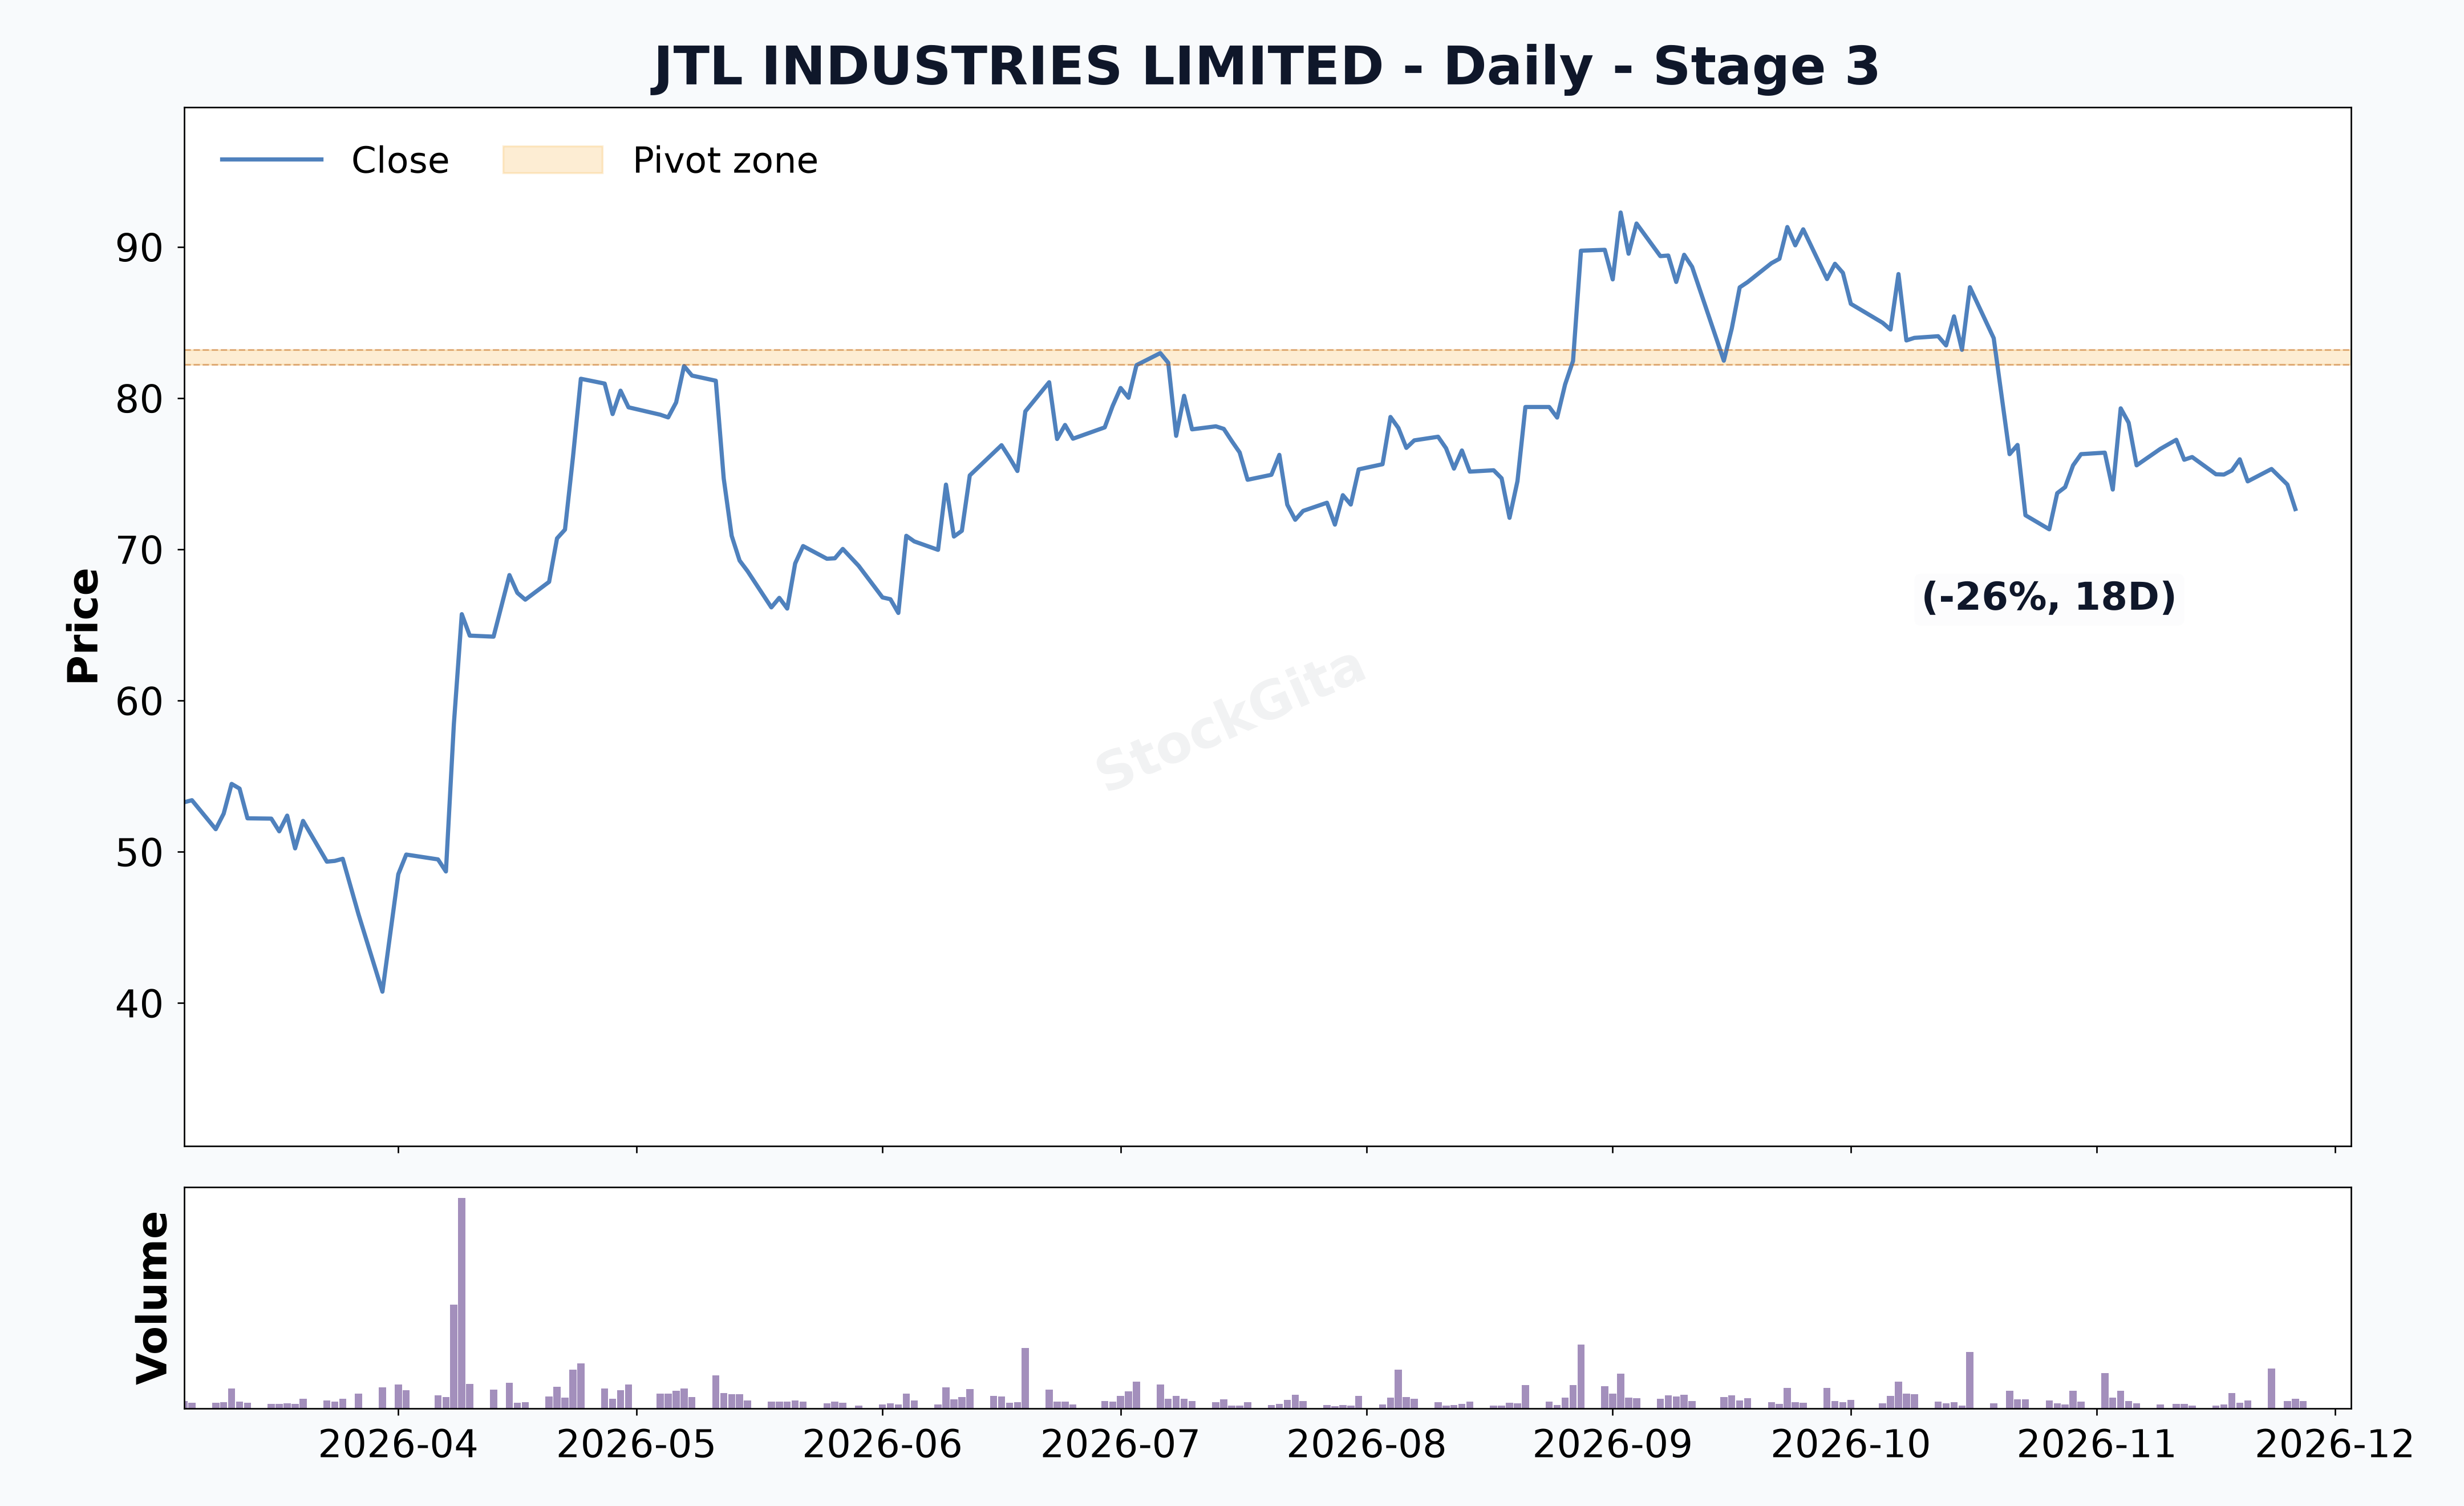 JTL INDUSTRIES LIMITED - Daily - Stage 3
Close
Pivot zone
90
80
70
60
50
40
Price
(-26%, 18D)
StockGita
Volume
2026-04
2026-05
2026-06
2026-07
2026-08
2026-09
2026-10
2026-11
2026-12